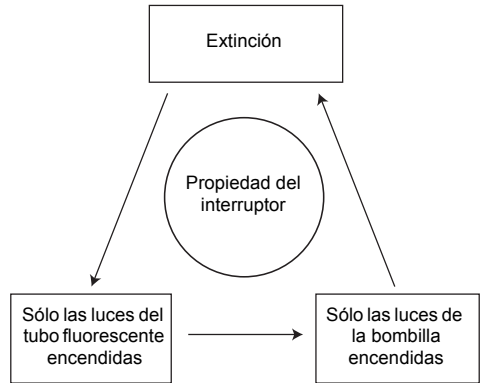 Extinción
Propiedad del
interruptor
Sólo las luces del
tubo fluorescente
encendidas
Sólo las luces de
la bombilla
encendidas